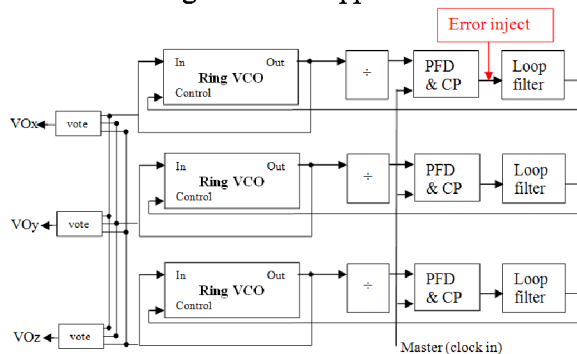 Error inject
In
Out
Ring VCO
Control
÷
PFD
& CP
Loop
filter
VOx
vote
In
Out
Ring VCO
Control
÷
PFD
& CP
Loop
filter
VOy
vote
In
Out
Ring VCO
Control
÷
PFD
& CP
Loop
filter
VOz
vote
Master (clock in)